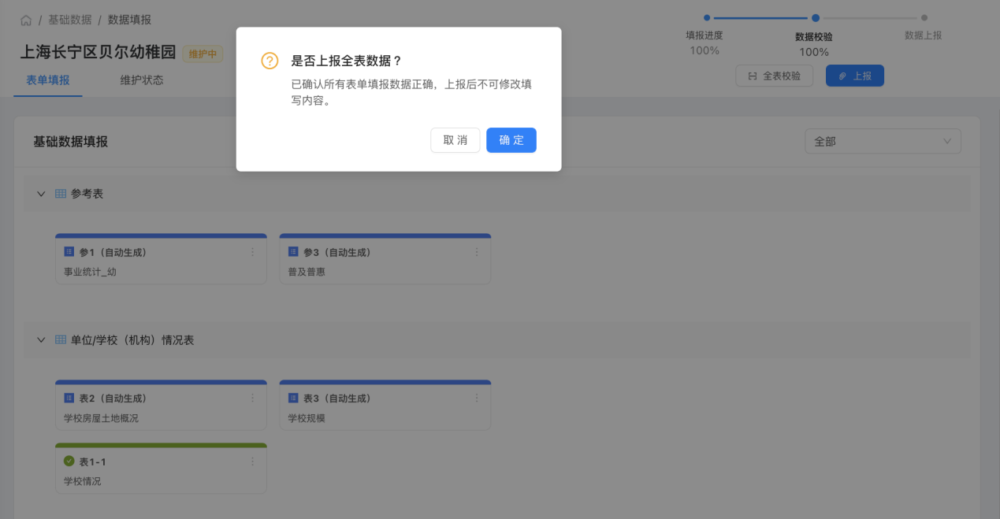 / 基础数据 / 数据填报
上海长宁区贝尔幼稚园 维护中
表单填报 维护状态
填报进度 数据校验 数据上报
100% 100%
全表校验 上报
是否上报全表数据？
已确认所有表单填报数据正确，上报后不可修改填
写内容。
取 消 确 定
基础数据填报 全部
参考表
参1（自动生成） 参3（自动生成）
事业统计_幼 普及普惠
单位/学校（机构）情况表
表2（自动生成） 表3（自动生成）
学校房屋土地概况 学校规模
表1-1
学校情况